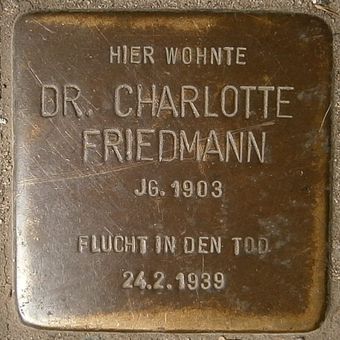 HIER WOHNTE
DR. CHARLOTTE
FRIEDMANN
JG. 1903
FLUCHT IN DEN TOD
24.2.1939